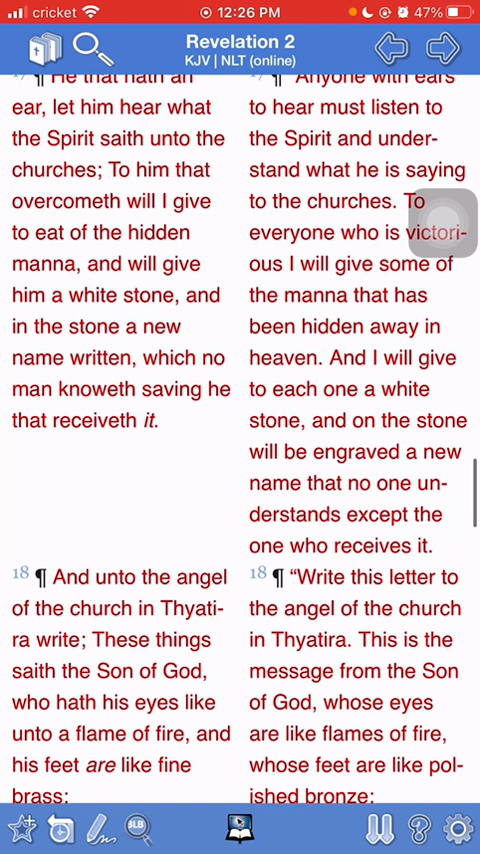 cricket 12:26 PM 47%
Revelation 2
KJV | NLT (online)
17 ¶ He that hath an
ear, let him hear what
the Spirit saith unto the
churches; To him that
overcometh will I give
to eat of the hidden
manna, and will give
him a white stone, and
in the stone a new
name written, which no
man knoweth saving he
that receiveth it.
18 ¶ And unto the angel
of the church in Thyati-
ra write; These things
saith the Son of God,
who hath his eyes like
unto a flame of fire, and
his feet are like fine
brass;
17 ¶ “Anyone with ears
to hear must listen to
the Spirit and under-
stand what he is saying
to the churches. To
everyone who is victori-
ous I will give some of
the manna that has
been hidden away in
heaven. And I will give
to each one a white
stone, and on the stone
will be engraved a new
name that no one un-
derstands except the
one who receives it.
18 ¶ “Write this letter to
the angel of the church
in Thyatira. This is the
message from the Son
of God, whose eyes
are like flames of fire,
whose feet are like pol-
ished bronze:
BLB